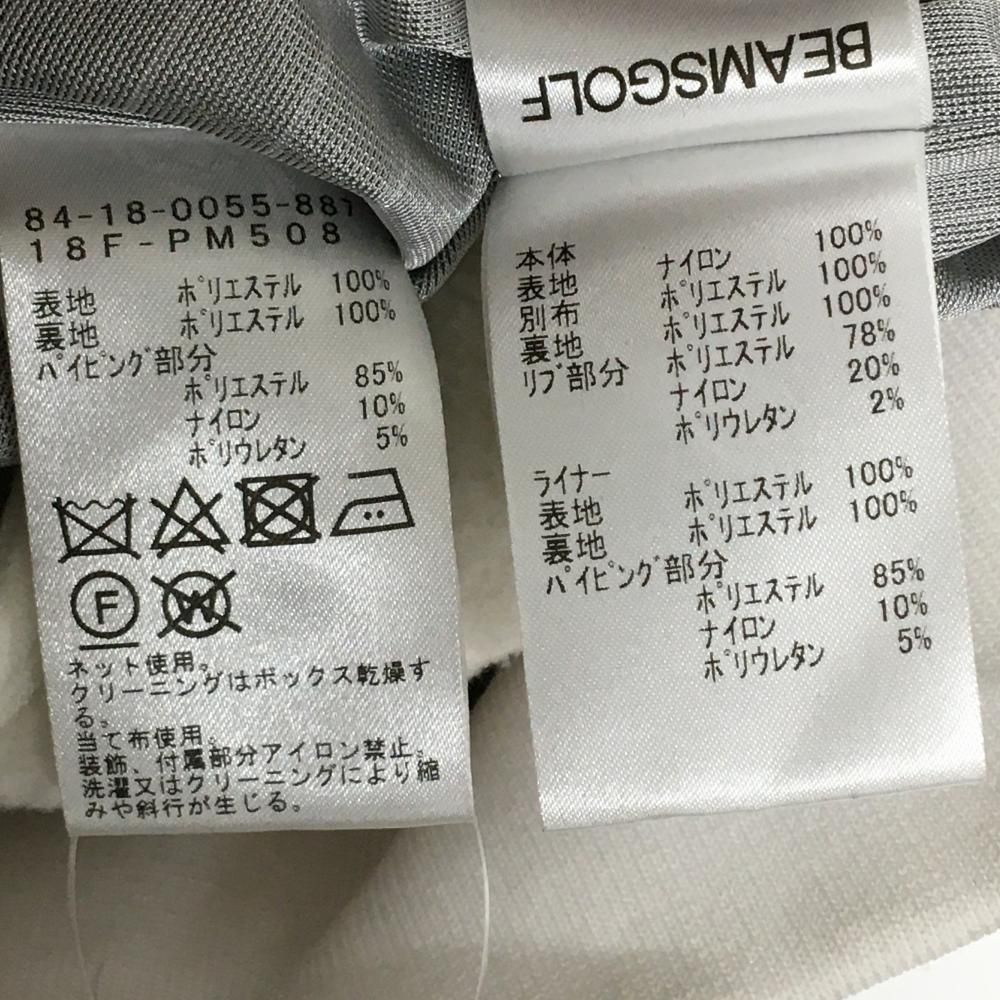 84-18-0055-881
18F-PM508
表地 ポリエステル 100%
裏地 ポリエステル 100%
パイピング部分
ポリエステル 85%
ナイロン 10%
ポリウレタン 5%
F
W
ネット使用。
クリーニングはボックス乾燥す
る。
当て布使用。
装飾、付属部分アイロン禁止。
洗濯又はクリーニングにより縮
みや斜行が生じる。
BEAMSGOLF
本体
表地 ナイロン 100%
別布 ポリエステル 100%
裏地 ポリエステル 100%
リブ部分 ポリエステル 78%
ナイロン 20%
ポリウレタン 2%
ライナー
表地 ポリエステル 100%
裏地 ポリエステル 100%
パイピング部分
ポリエステル 85%
ナイロン 10%
ポリウレタン 5%